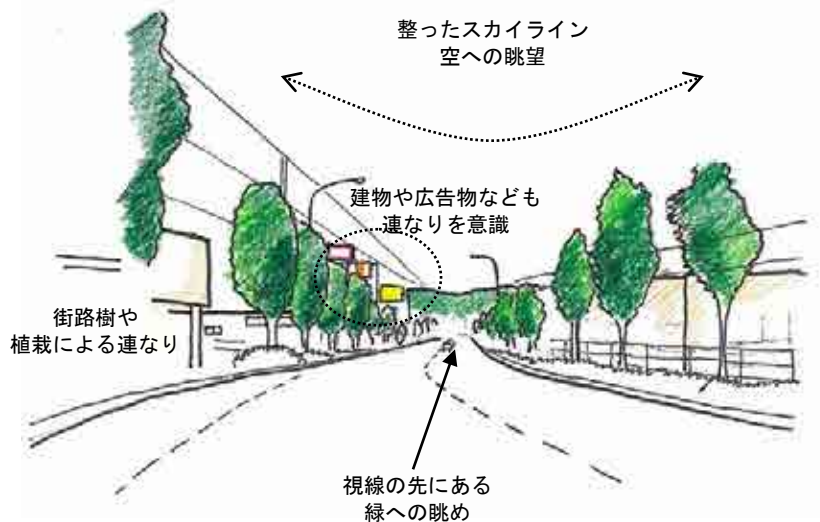 整ったスカイライン
空への眺望
建物や広告物なども
連なりを意識
街路樹や
植栽による連なり
視線の先にある
緑への眺め